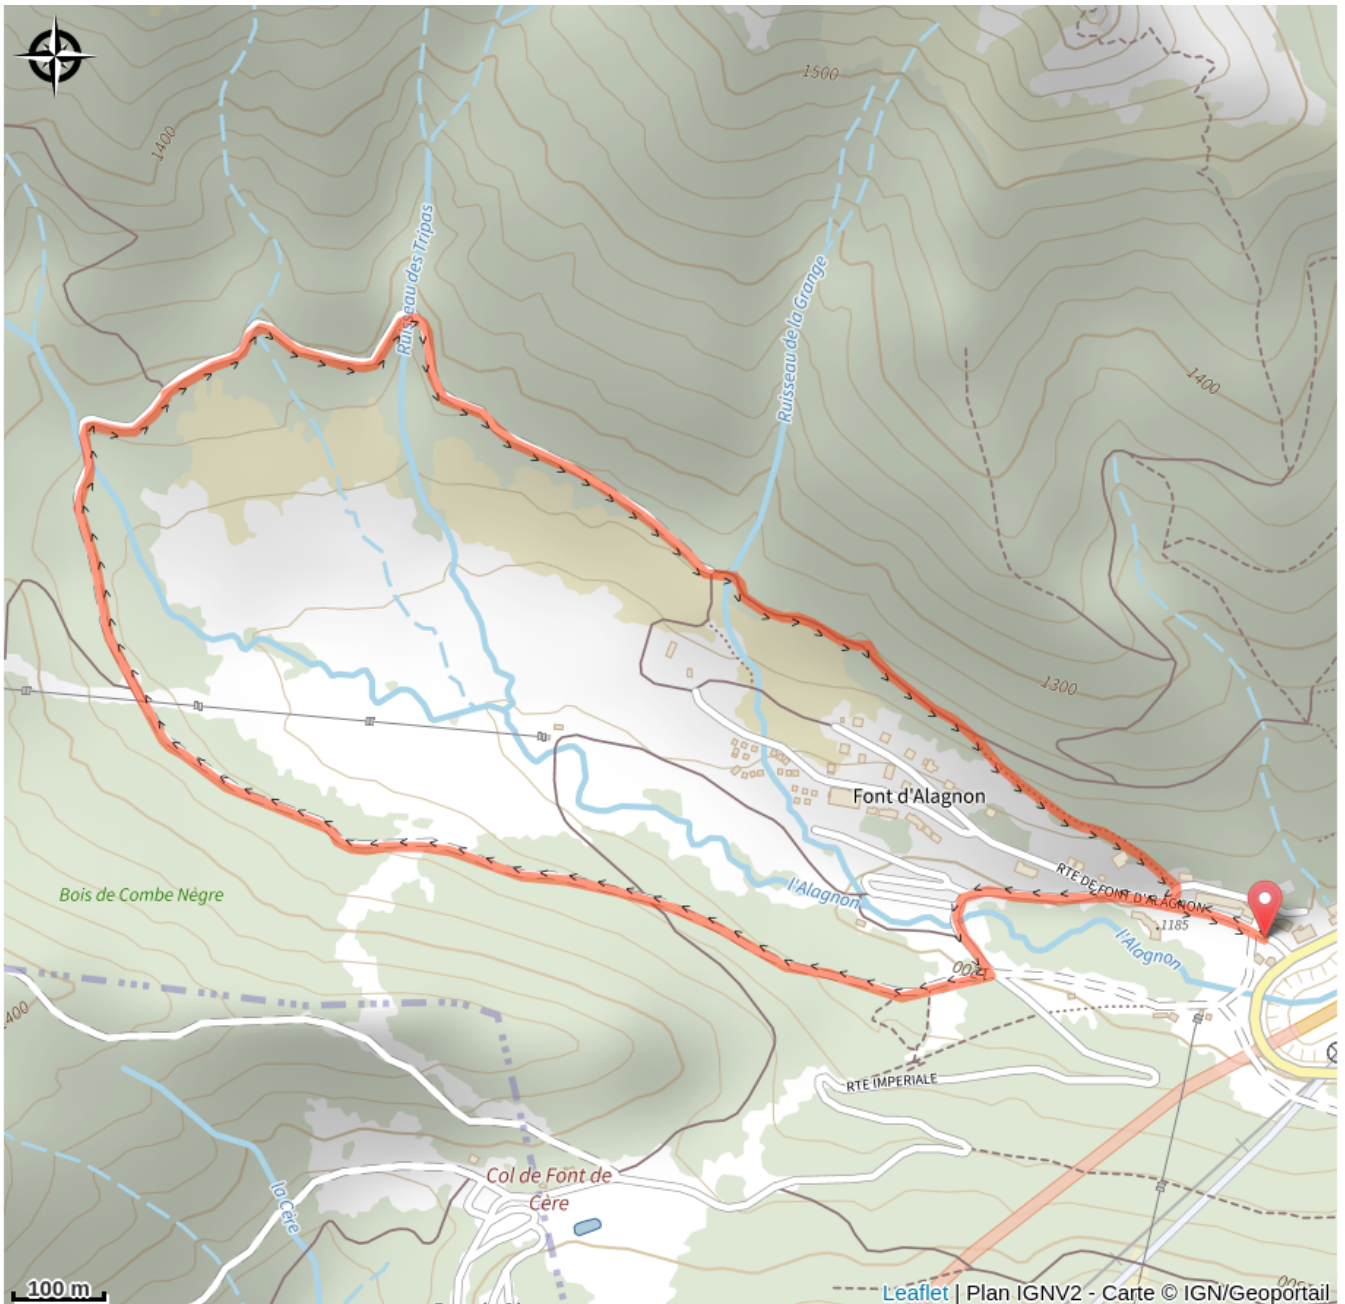 1500
1400
Ruisseau des Tripas
Ruisseau de la Grange
1400
1300
Font d'Alagnon
RTE DE FONT D'ALAGNON
l'Alagnon
Bois de Combe Nègre
1185
l'Alagnon
1200
1400
RTE IMPERIALE
Col de Font de
Cère
la Cère
100 m
Leaflet | Plan IGNV2 - Carte © IGN/Geoportail